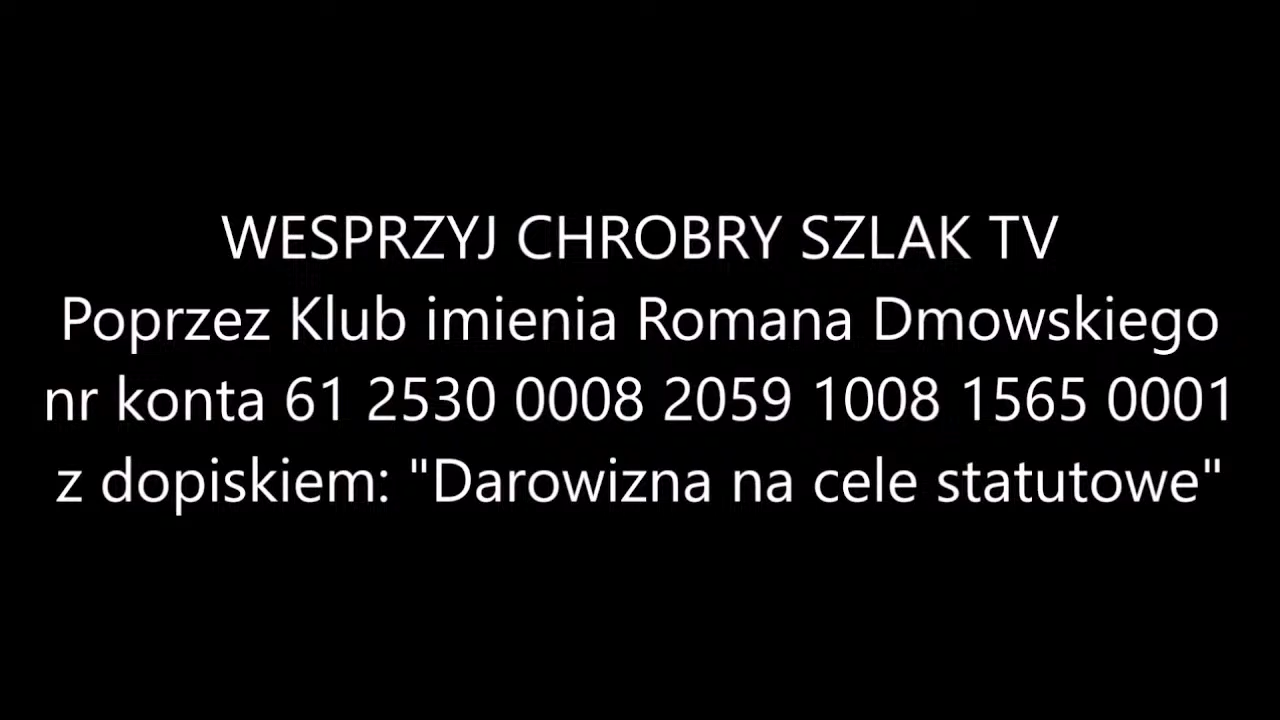 WESPRZYJ CHROBRY SZLAK TV
Poprzez Klub imienia Romana Dmowskiego
nr konta 61 2530 0008 2059 1008 1565 0001
z dopiskiem: "Darowizna na cele statutowe"